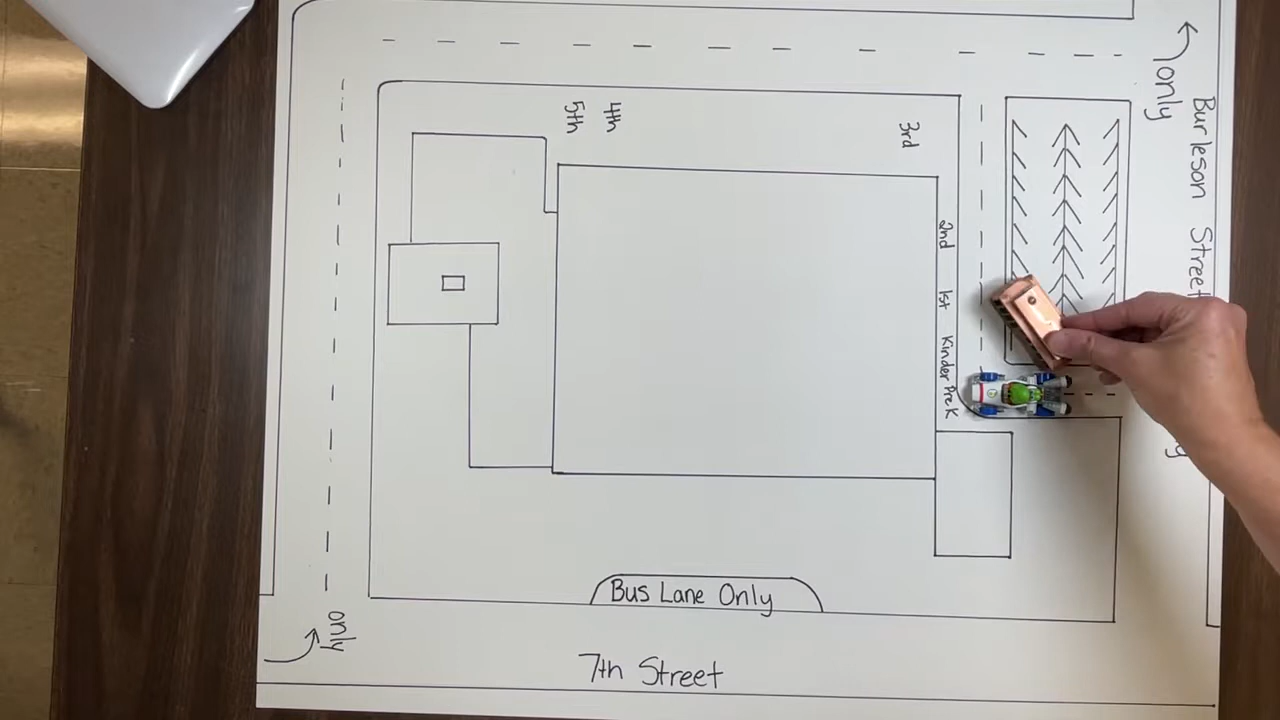 only
Burleson Street
5th
4th
3rd
2nd
1st
Kinder
PreK
Bus Lane Only
only
7th Street